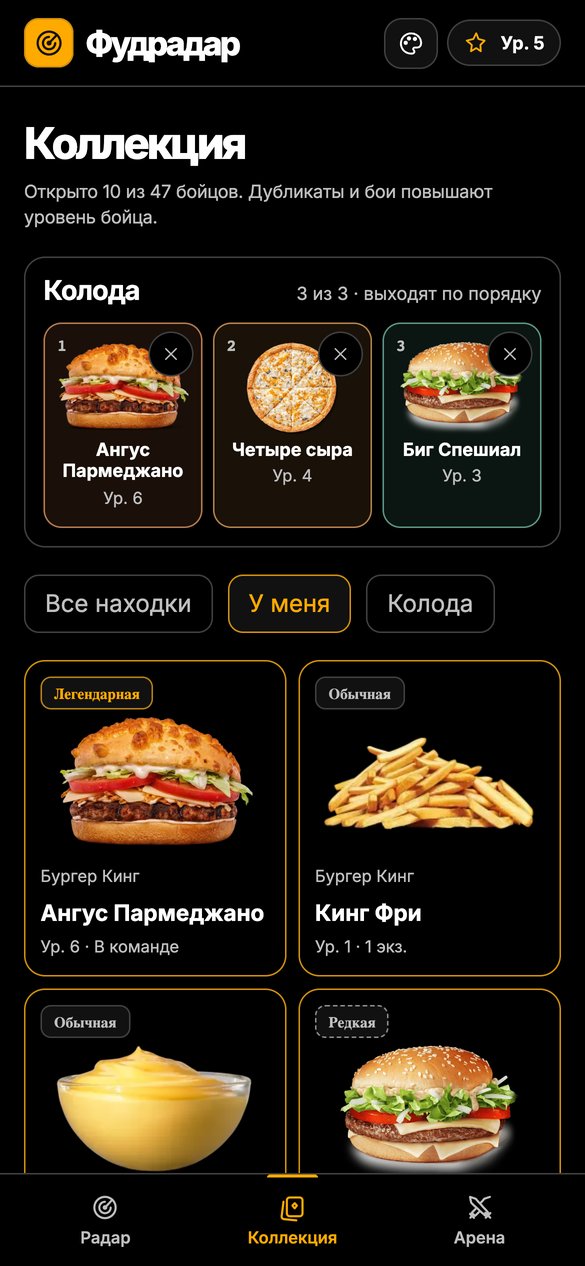 Фудрадар
Ур. 5
Коллекция
Открыто 10 из 47 бойцов. Дубликаты и бои повышают
уровень бойца.
Колода
3 из 3 · выходят по порядку
1
2
3
Ангус
Пармеджано
Ур. 6
Четыре сыра
Ур. 4
Биг Спешиал
Ур. 3
Все находки
У меня
Колода
Легендарная
Бургер Кинг
Ангус Пармеджано
Ур. 6 · В команде
Обычная
Бургер Кинг
Кинг Фри
Ур. 1 · 1 экз.
Обычная
Редкая
Радар
Коллекция
Арена